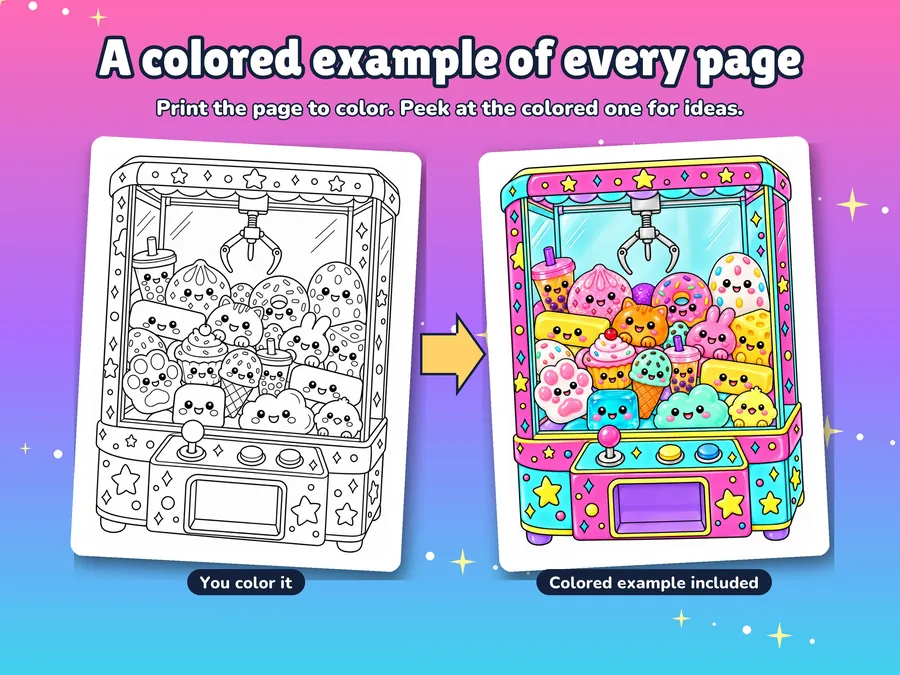 A colored example of every page
Print the page to color. Peek at the colored one for ideas.
You color it
Colored example included